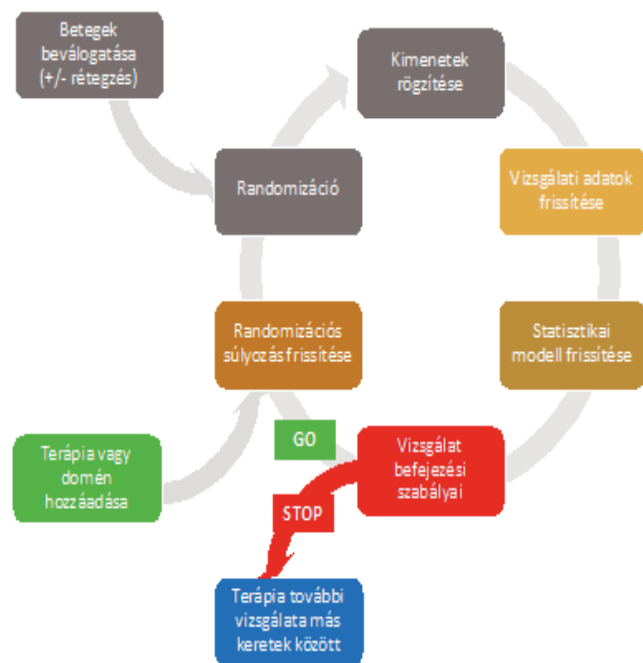 Betegek
beválogatása
(+/- rétegzés)
Kimenetek
rögzítése
Randomizáció
Vizsgálati adatok
frissítése
Randomizációs
súlyozás frissítése
Statisztikai
modell frissítése
GO
Terápia vagy
domén
hozzáadása
Vizsgálat
befejezési
szabályai
STOP
Terápia további
vizsgálata más
keretek között